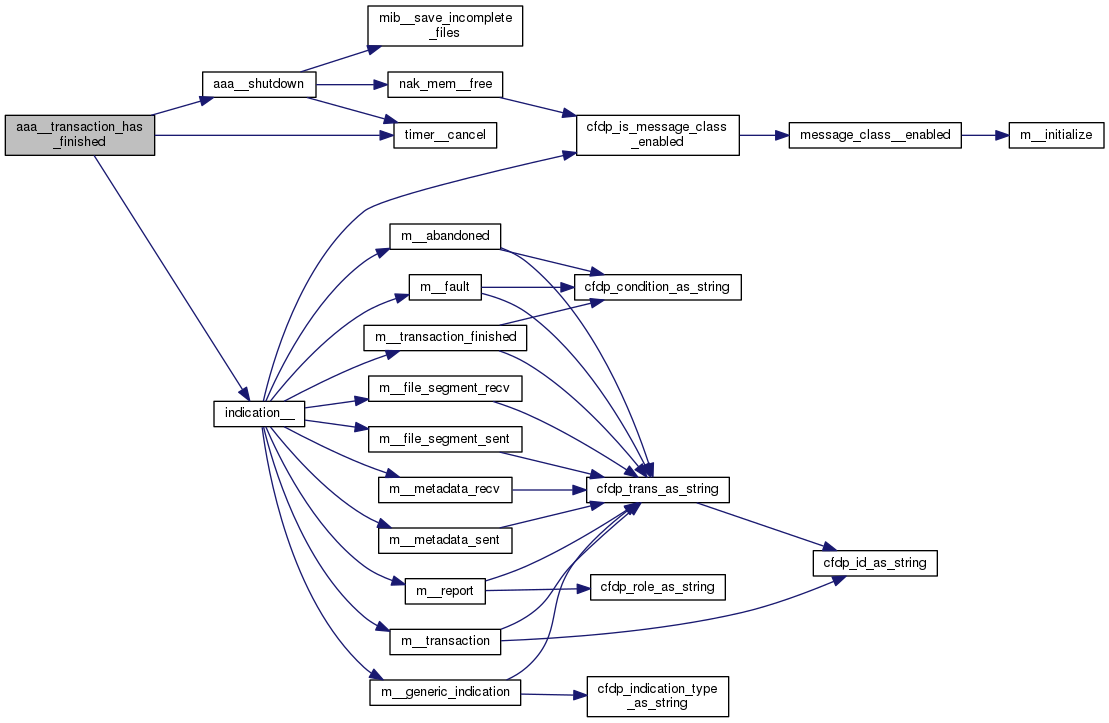 mib__save_incomplete
_files
aaa__shutdown
nak_mem__free
aaa__transaction_has
_finished
timer__cancel
cfdp_is_message_class
_enabled
message_class__enabled
m__initialize
m__abandoned
m__fault
cfdp_condition_as_string
m__transaction_finished
m__file_segment_recv
indication__
m__file_segment_sent
m__metadata_recv
cfdp_trans_as_string
m__metadata_sent
cfdp_id_as_string
m__report
cfdp_role_as_string
m__transaction
m__generic_indication
cfdp_indication_type
_as_string